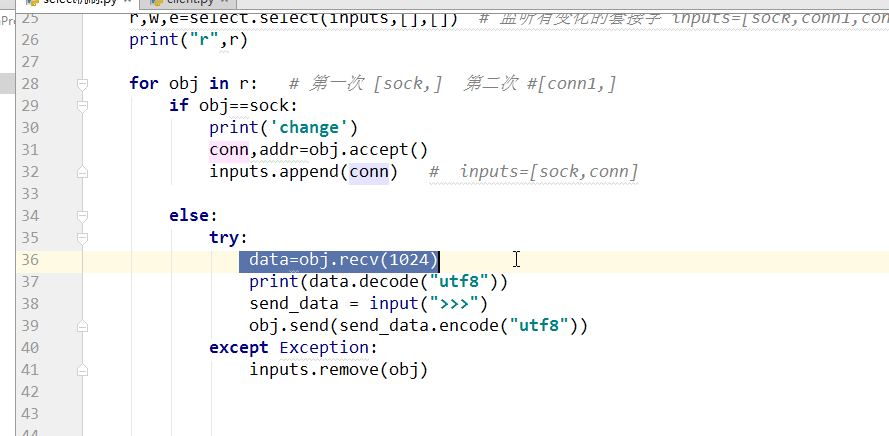 client.py
25 r,w,e=select.select(inputs,[],[]) # 监听有变化的套接字 inputs=[sock,conn1,con
26 print("r",r)
27
28 for obj in r: # 第一次 [sock,] 第二次 #[conn1,]
29 if obj==sock:
30 print('change')
31 conn,addr=obj.accept()
32 inputs.append(conn) # inputs=[sock,conn]
33
34 else:
35 try:
36 data=obj.recv(1024)
37 print(data.decode("utf8"))
38 send_data = input(">>>")
39 obj.send(send_data.encode("utf8"))
40 except Exception:
41 inputs.remove(obj)
42
43
44